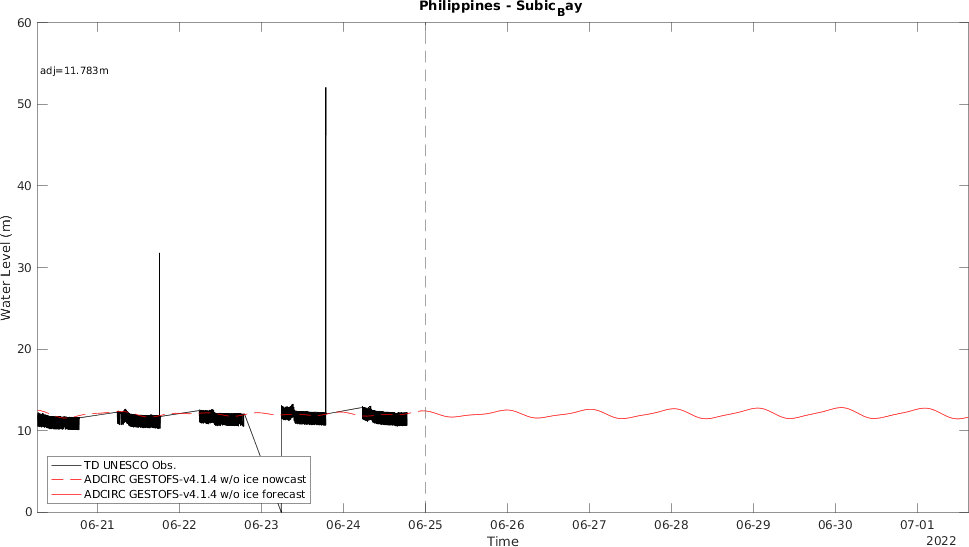 Philippines - Subic_Bay
60
adj=11.783m
50
40
30
20
10
0
Water Level (m)
TD UNESCO Obs.
ADCIRC GESTOFS-v4.1.4 w/o ice nowcast
ADCIRC GESTOFS-v4.1.4 w/o ice forecast
06-21 06-22 06-23 06-24 06-25 06-26 06-27 06-28 06-29 06-30 07-01
Time
2022